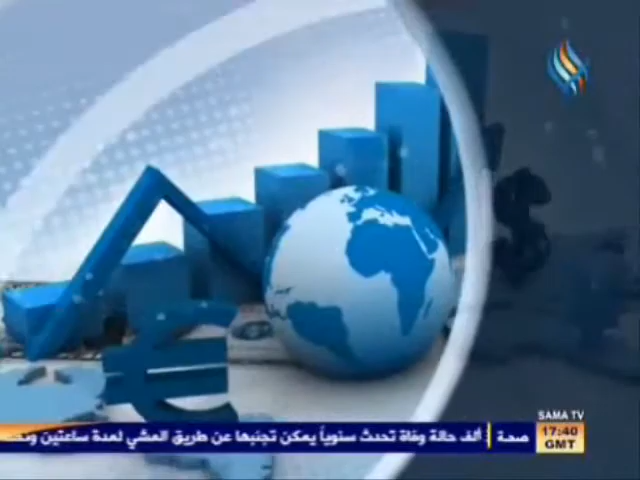 SAMA TV
17:40
GMT
صحة
ألف حالة وفاة تحدث سنوياً يمكن تجنبها عن طريق المشي لمدة ساعتين